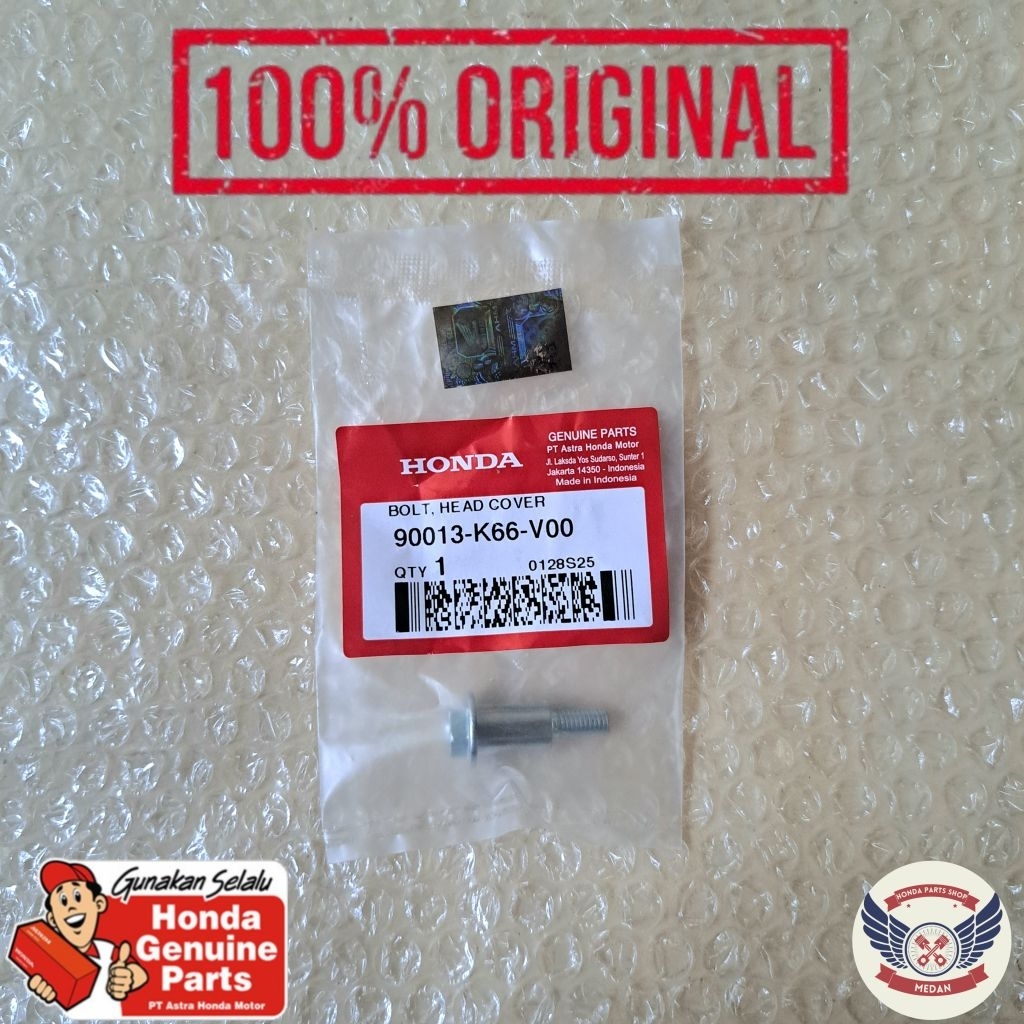 100% ORIGINAL
HONDA
GENUINE PARTS
PT Astra Honda Motor
Jl. Laksda Yos Sudarso, Sunter 1
Jakarta 14350 - Indonesia
Made in Indonesia
BOLT, HEAD COVER
90013-K66-V00
QTY 1 0128S25
Gunakan Selalu
Honda
Genuine
Parts
PT Astra Honda Motor
HONDA PARTS SHOP
MEDAN